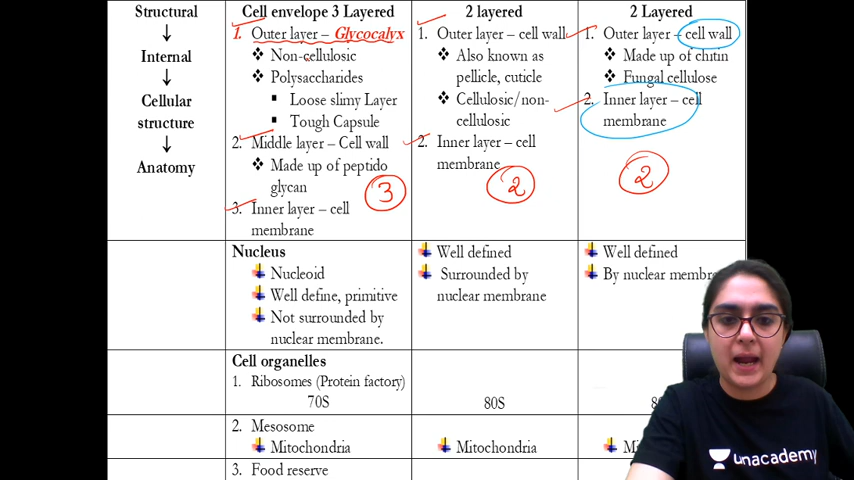 Structural
↓
Internal
↓
Cellular
structure
↓
Anatomy
Cell envelope 3 Layered
1. Outer layer – Glycocalyx
❖ Non-cellulosic
❖ Polysaccharides
▪ Loose slimy Layer
▪ Tough Capsule
2. Middle layer – Cell wall
❖ Made up of peptido
glycan
3. Inner layer – cell
membrane
3
2 layered
1. Outer layer – cell wall
❖ Also known as
pellicle, cuticle
❖ Cellulosic/non-
cellulosic
2. Inner layer – cell
membrane
2
2 Layered
1. Outer layer – cell wall
❖ Made up of chitin
❖ Fungal cellulose
2. Inner layer – cell
membrane
2
Nucleus
Nucleoid
Well define, primitive
Not surrounded by
nuclear membrane.
Well defined
Surrounded by
nuclear membrane
Well defined
By nuclear
Cell organelles
1. Ribosomes (Protein factory)
70S
80S
2. Mesosome
Mitochondria
Mitochondria
3. Food reserve
unacademy